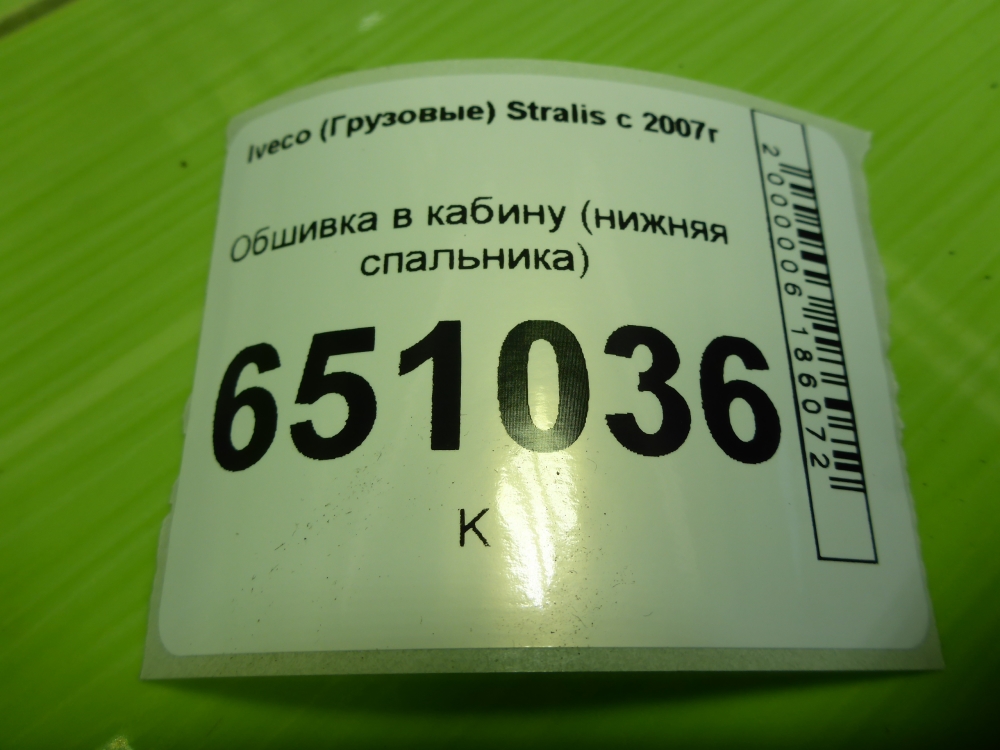 Iveco (Грузовые) Stralis с 2007г
Обшивка в кабину (нижняя
спальника)
651036
К
2000006186072